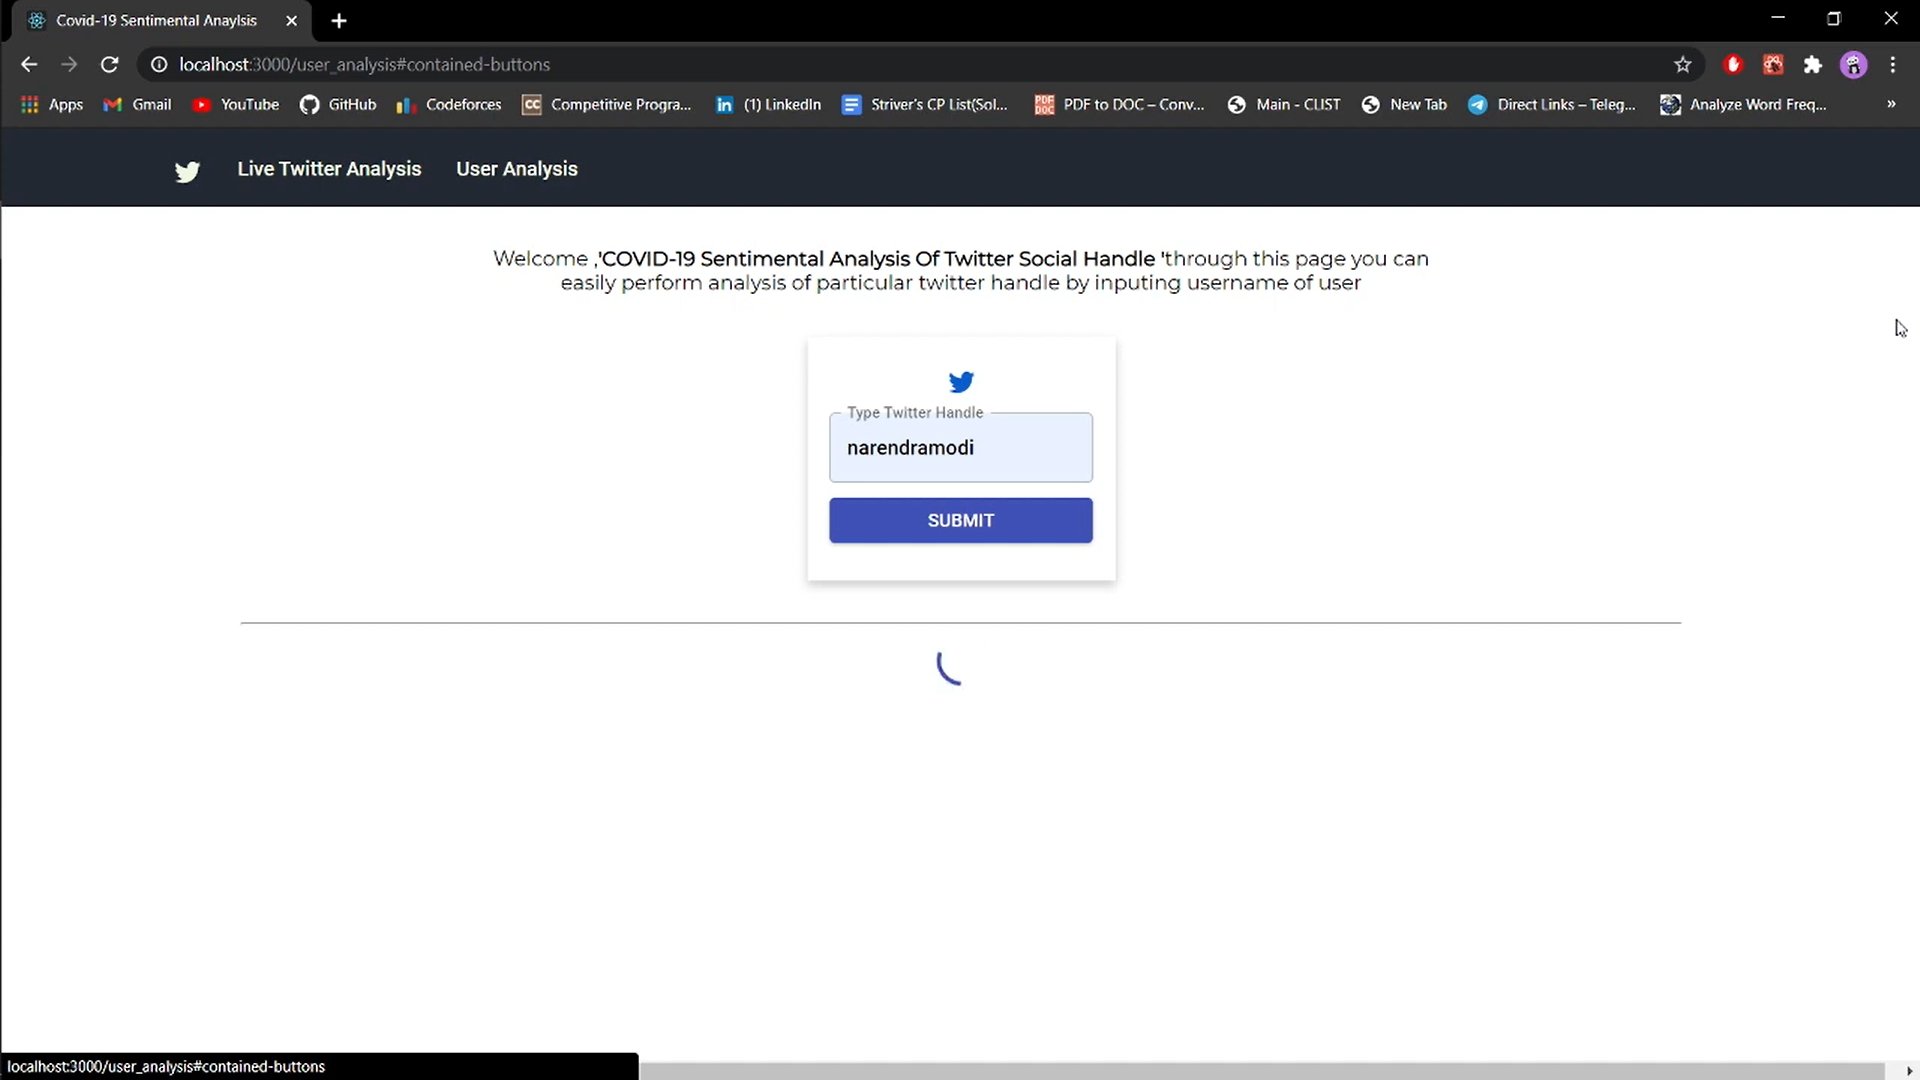 Covid-19 Sentimental Anaylsis
localhost:3000/user_analysis#contained-buttons
Apps Gmail YouTube GitHub Codeforces CC Competitive Progra... in (1) LinkedIn Striver's CP List(Sol... PDF DOC PDF to DOC – Conv... Main - CLIST New Tab Direct Links – Teleg... Analyze Word Freq... »
Live Twitter Analysis User Analysis
Welcome ,'COVID-19 Sentimental Analysis Of Twitter Social Handle 'through this page you can
easily perform analysis of particular twitter handle by inputing username of user
Type Twitter Handle
narendramodi
SUBMIT
localhost:3000/user_analysis#contained-buttons